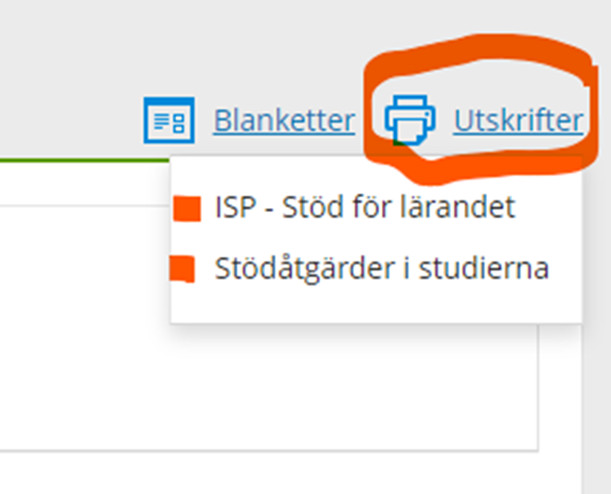 Blanketter Utskrifter
ISP - Stöd för lärandet
Stödåtgärder i studierna